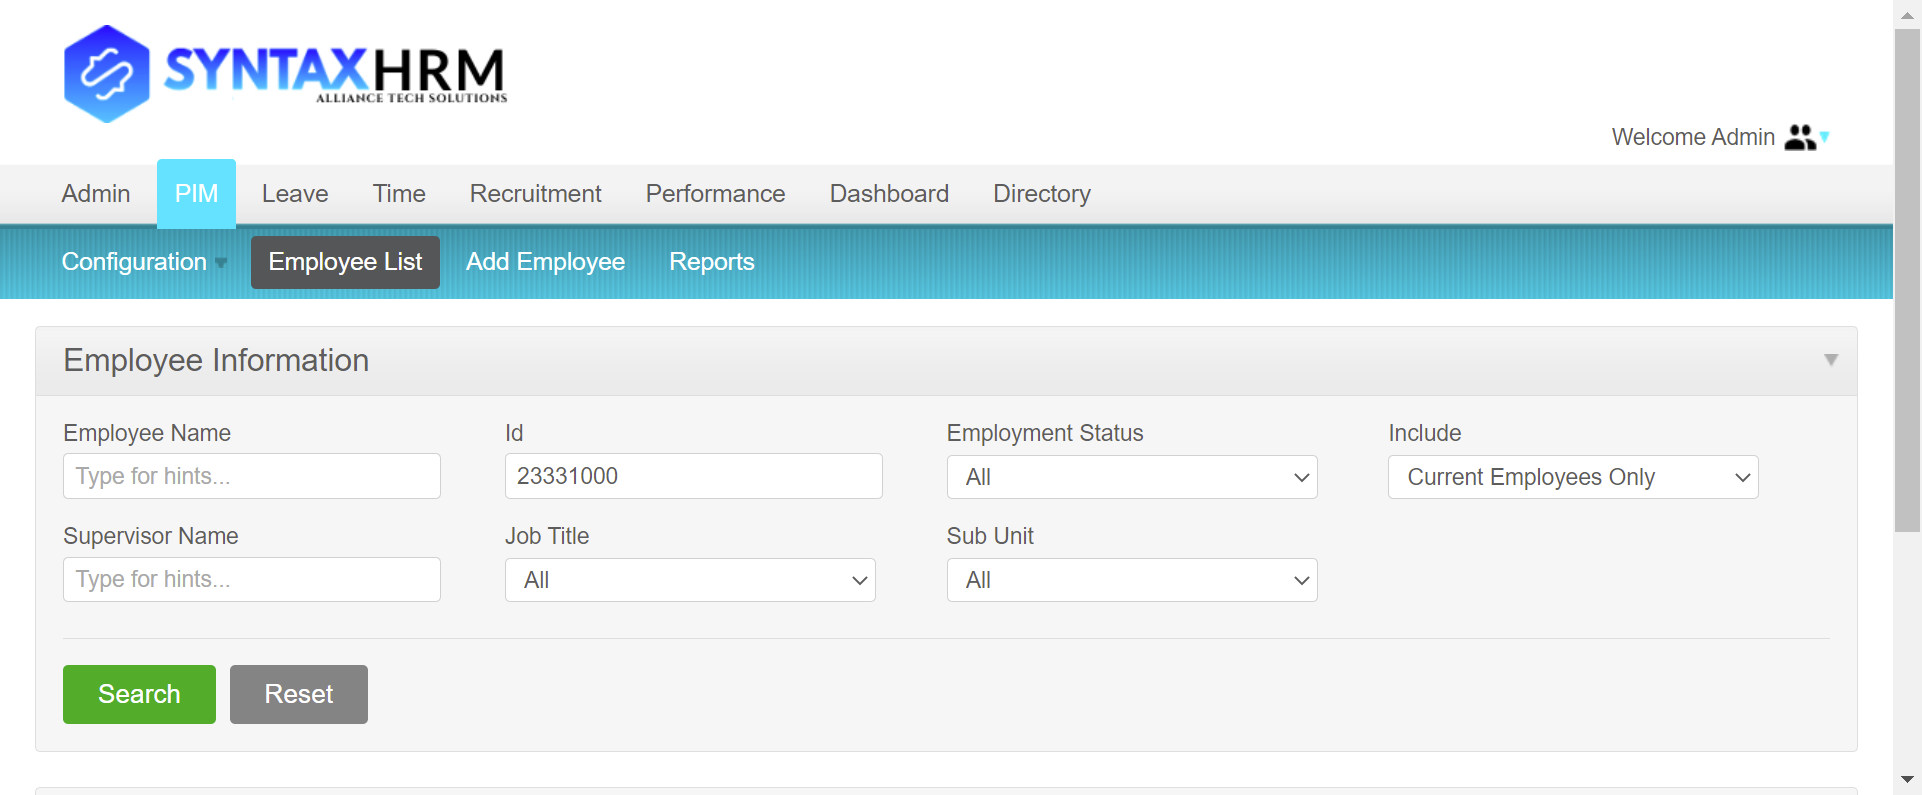 SYNTAXHRM
ALLIANCE TECH SOLUTIONS
Welcome Admin
Admin PIM Leave Time Recruitment Performance Dashboard Directory
Configuration Employee List Add Employee Reports
Employee Information
Employee Name Id Employment Status Include
Type for hints... 23331000 All Current Employees Only
Supervisor Name Job Title Sub Unit
Type for hints... All All
Search Reset